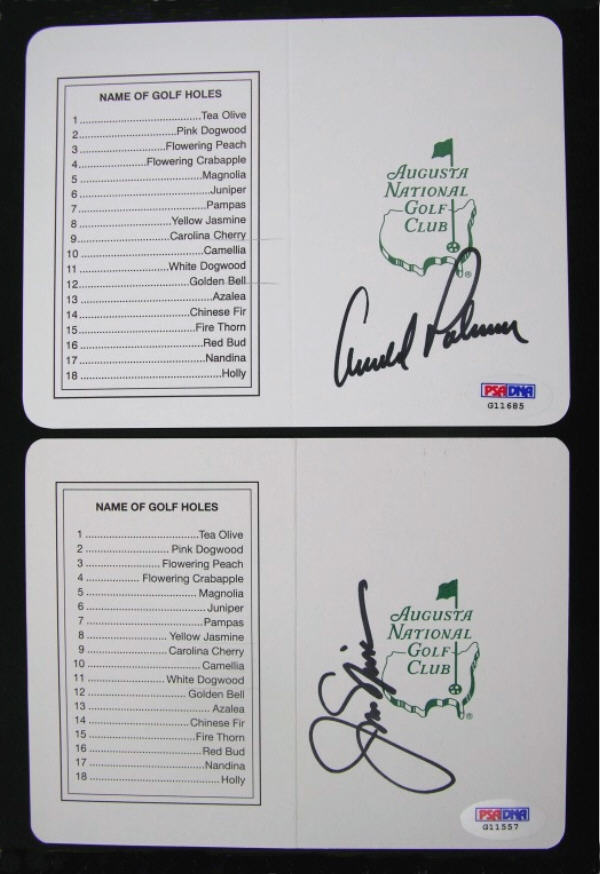 NAME OF GOLF HOLES
1..............................Tea Olive
2........................Pink Dogwood
3.....................Flowering Peach
4................Flowering Crabapple
5..............................Magnolia
6................................Juniper
7...............................Pampas
8.....................Yellow Jasmine
9.....................Carolina Cherry
10.............................Camellia
11....................White Dogwood
12..........................Golden Bell
13................................Azalea
14..........................Chinese Fir
15...........................Fire Thorn
16.............................Red Bud
17..............................Nandina
18..................................Holly
AUGUSTA
NATIONAL
GOLF
CLUB
®
Arnold Palmer
PSA DNA
G11685
NAME OF GOLF HOLES
1 ..............................Tea Olive
2 ....................... Pink Dogwood
3 .................... Flowering Peach
4 ............... Flowering Crabapple
5 .............................. Magnolia
6 ................................Juniper
7 ...............................Pampas
8 ..................... Yellow Jasmine
9 .................... Carolina Cherry
10 ............................ Camellia
11 ....................White Dogwood
12 ......................... Golden Bell
13 ............................... Azalea
14 ......................... Chinese Fir
15 ...........................Fire Thorn
16 ............................ Red Bud
17 .............................Nandina
18 .................................Holly
AUGUSTA
NATIONAL
GOLF
CLUB
®
PSA DNA
G11557